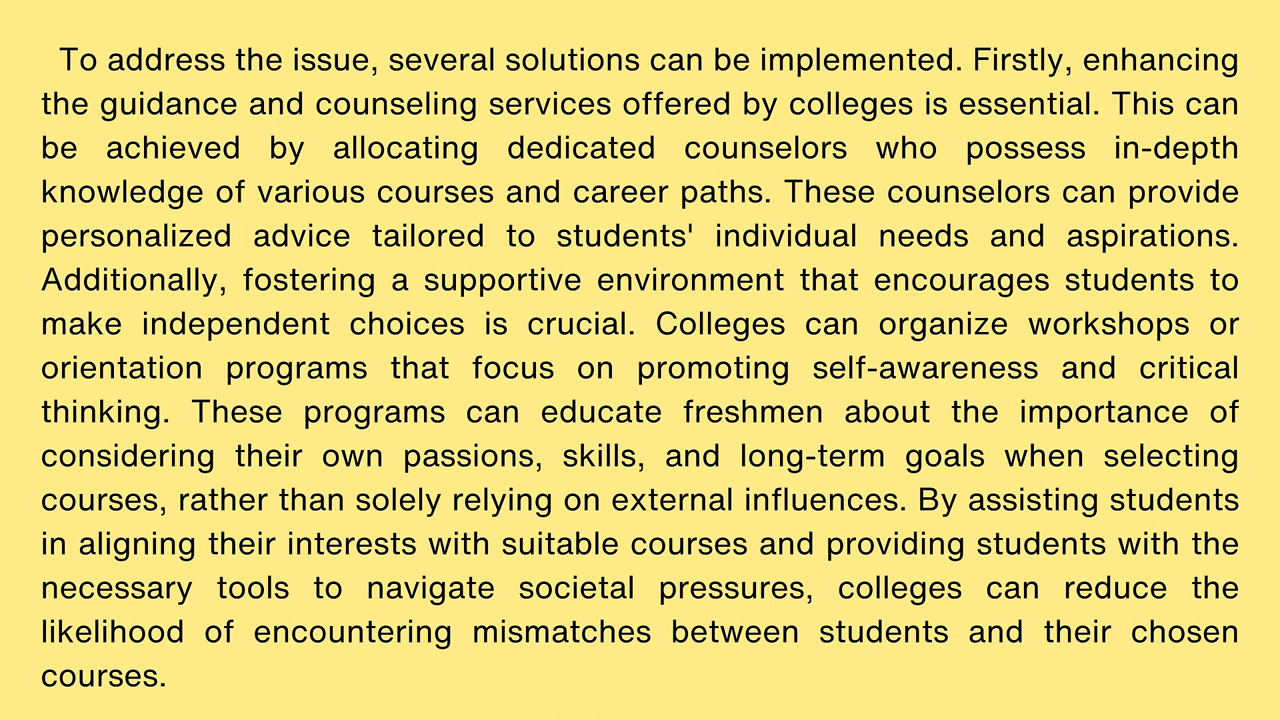 To address the issue, several solutions can be implemented. Firstly, enhancing
the guidance and counseling services offered by colleges is essential. This can
be achieved by allocating dedicated counselors who possess in-depth
knowledge of various courses and career paths. These counselors can provide
personalized advice tailored to students' individual needs and aspirations.
Additionally, fostering a supportive environment that encourages students to
make independent choices is crucial. Colleges can organize workshops or
orientation programs that focus on promoting self-awareness and critical
thinking. These programs can educate freshmen about the importance of
considering their own passions, skills, and long-term goals when selecting
courses, rather than solely relying on external influences. By assisting students
in aligning their interests with suitable courses and providing students with the
necessary tools to navigate societal pressures, colleges can reduce the
likelihood of encountering mismatches between students and their chosen
courses.